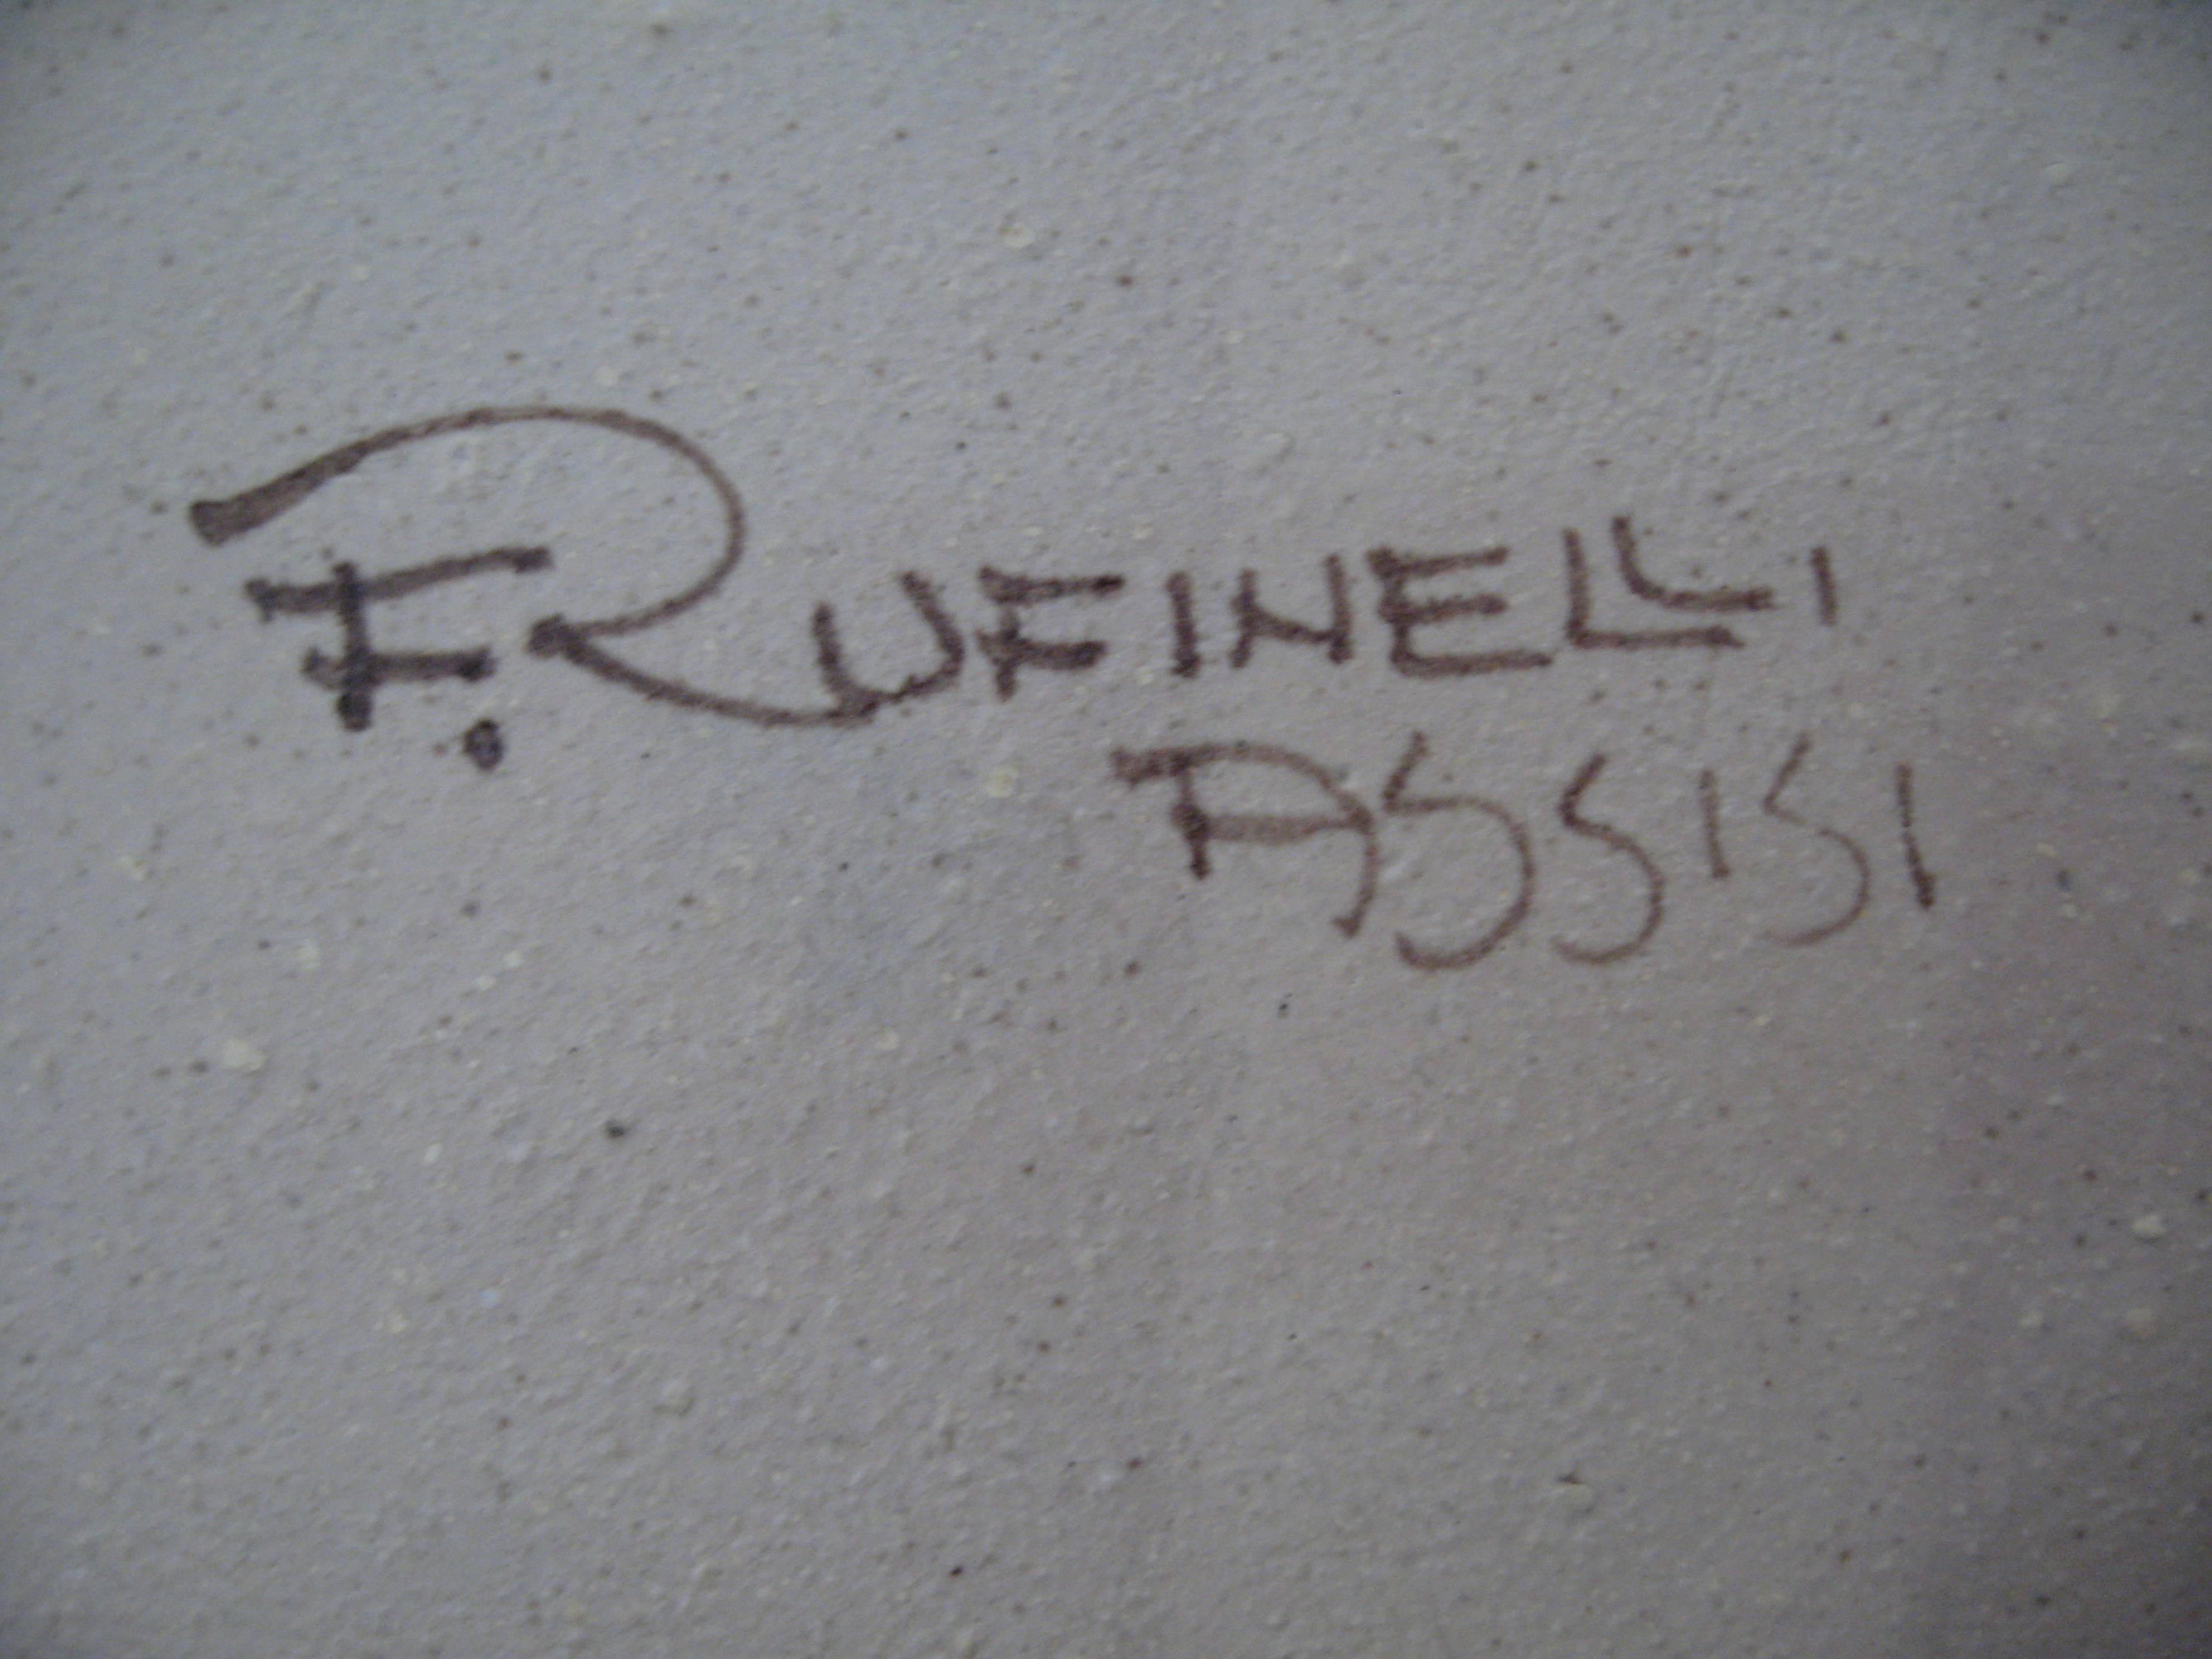 F. RUFINELLI
ASSISI